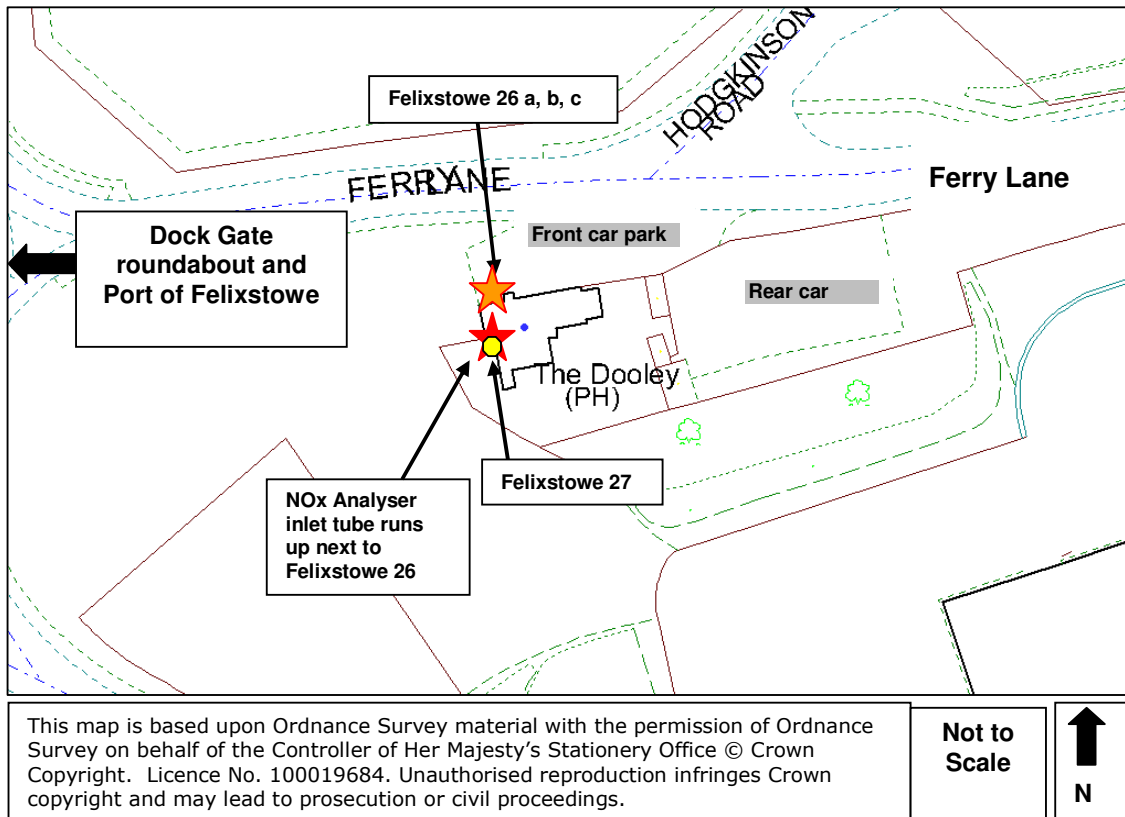 HODGKINSON
ROAD
Felixstowe 26 a, b, c
FERRY LANE
Ferry Lane
Dock Gate
roundabout and
Port of Felixstowe
Front car park
Rear car
The Dooley
(PH)
Felixstowe 27
NOx Analyser
inlet tube runs
up next to
Felixstowe 26
This map is based upon Ordnance Survey material with the permission of Ordnance
Survey on behalf of the Controller of Her Majesty's Stationery Office © Crown
Copyright. Licence No. 100019684. Unauthorised reproduction infringes Crown
copyright and may lead to prosecution or civil proceedings.
Not to
Scale
N